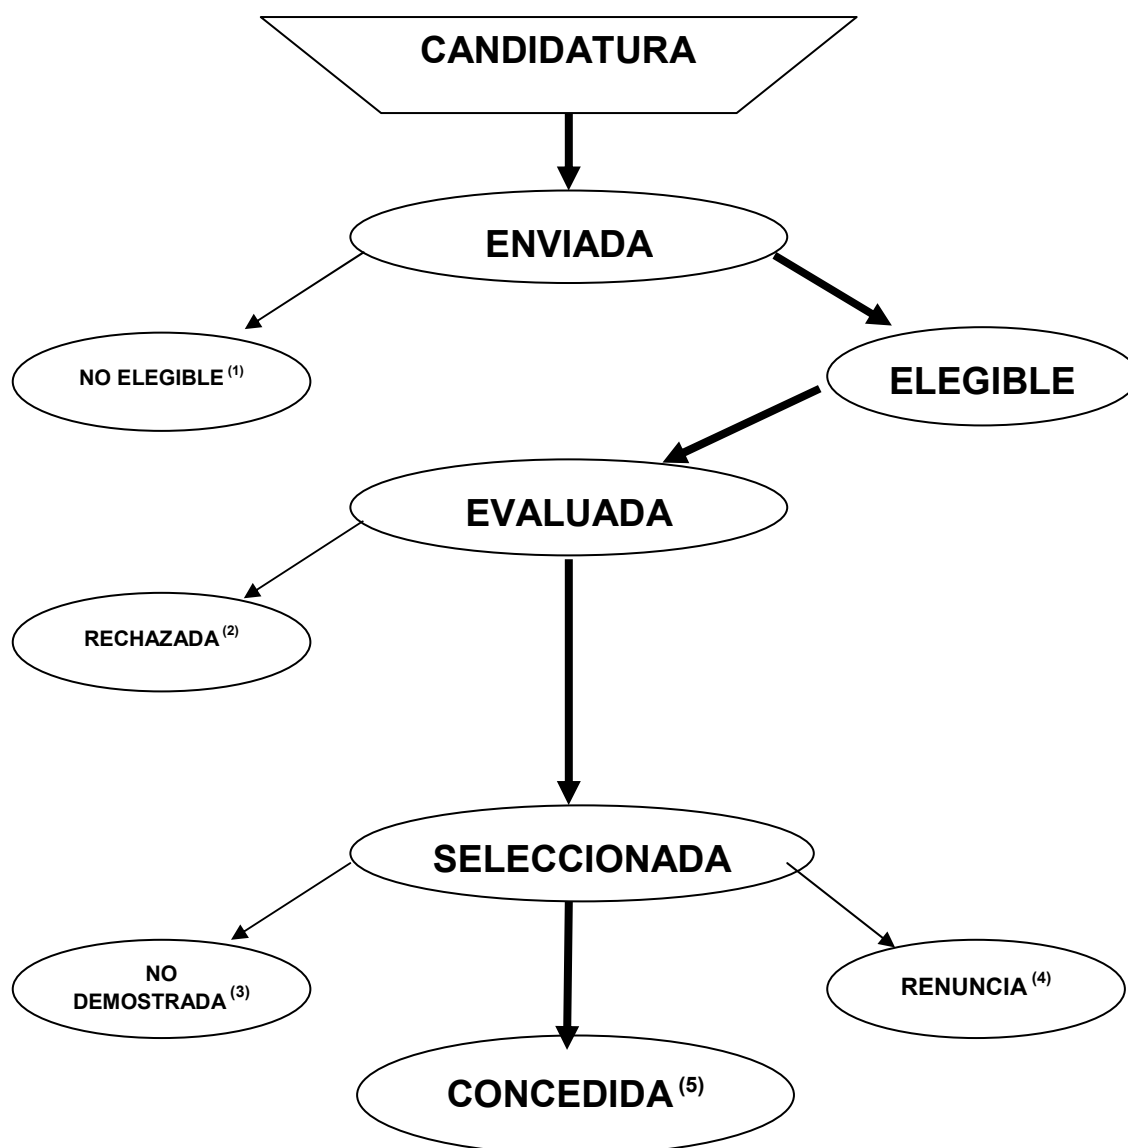 CANDIDATURA
ENVIADA
NO ELEGIBLE (1)
ELEGIBLE
EVALUADA
RECHAZADA (2)
SELECCIONADA
NO
DEMOSTRADA (3)
RENUNCIA (4)
CONCEDIDA (5)